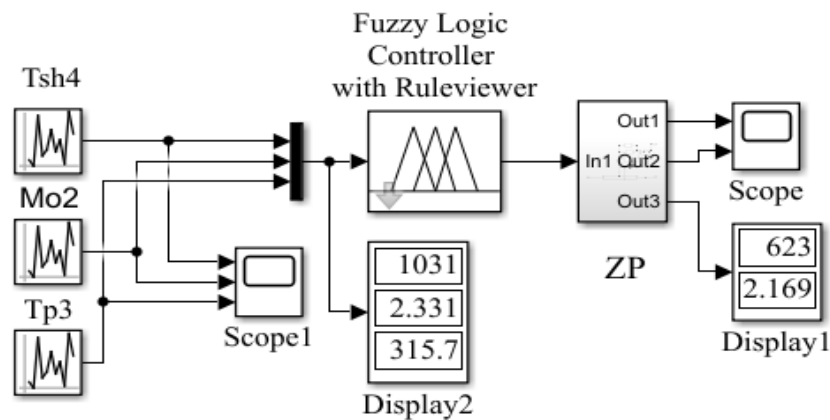 Fuzzy Logic
Controller
with Ruleviewer
Tsh4
Mo2
Tp3
Scope1
1031
2.331
315.7
Display2
In1
Out1
Out2
Out3
ZP
Scope
623
2.169
Display1